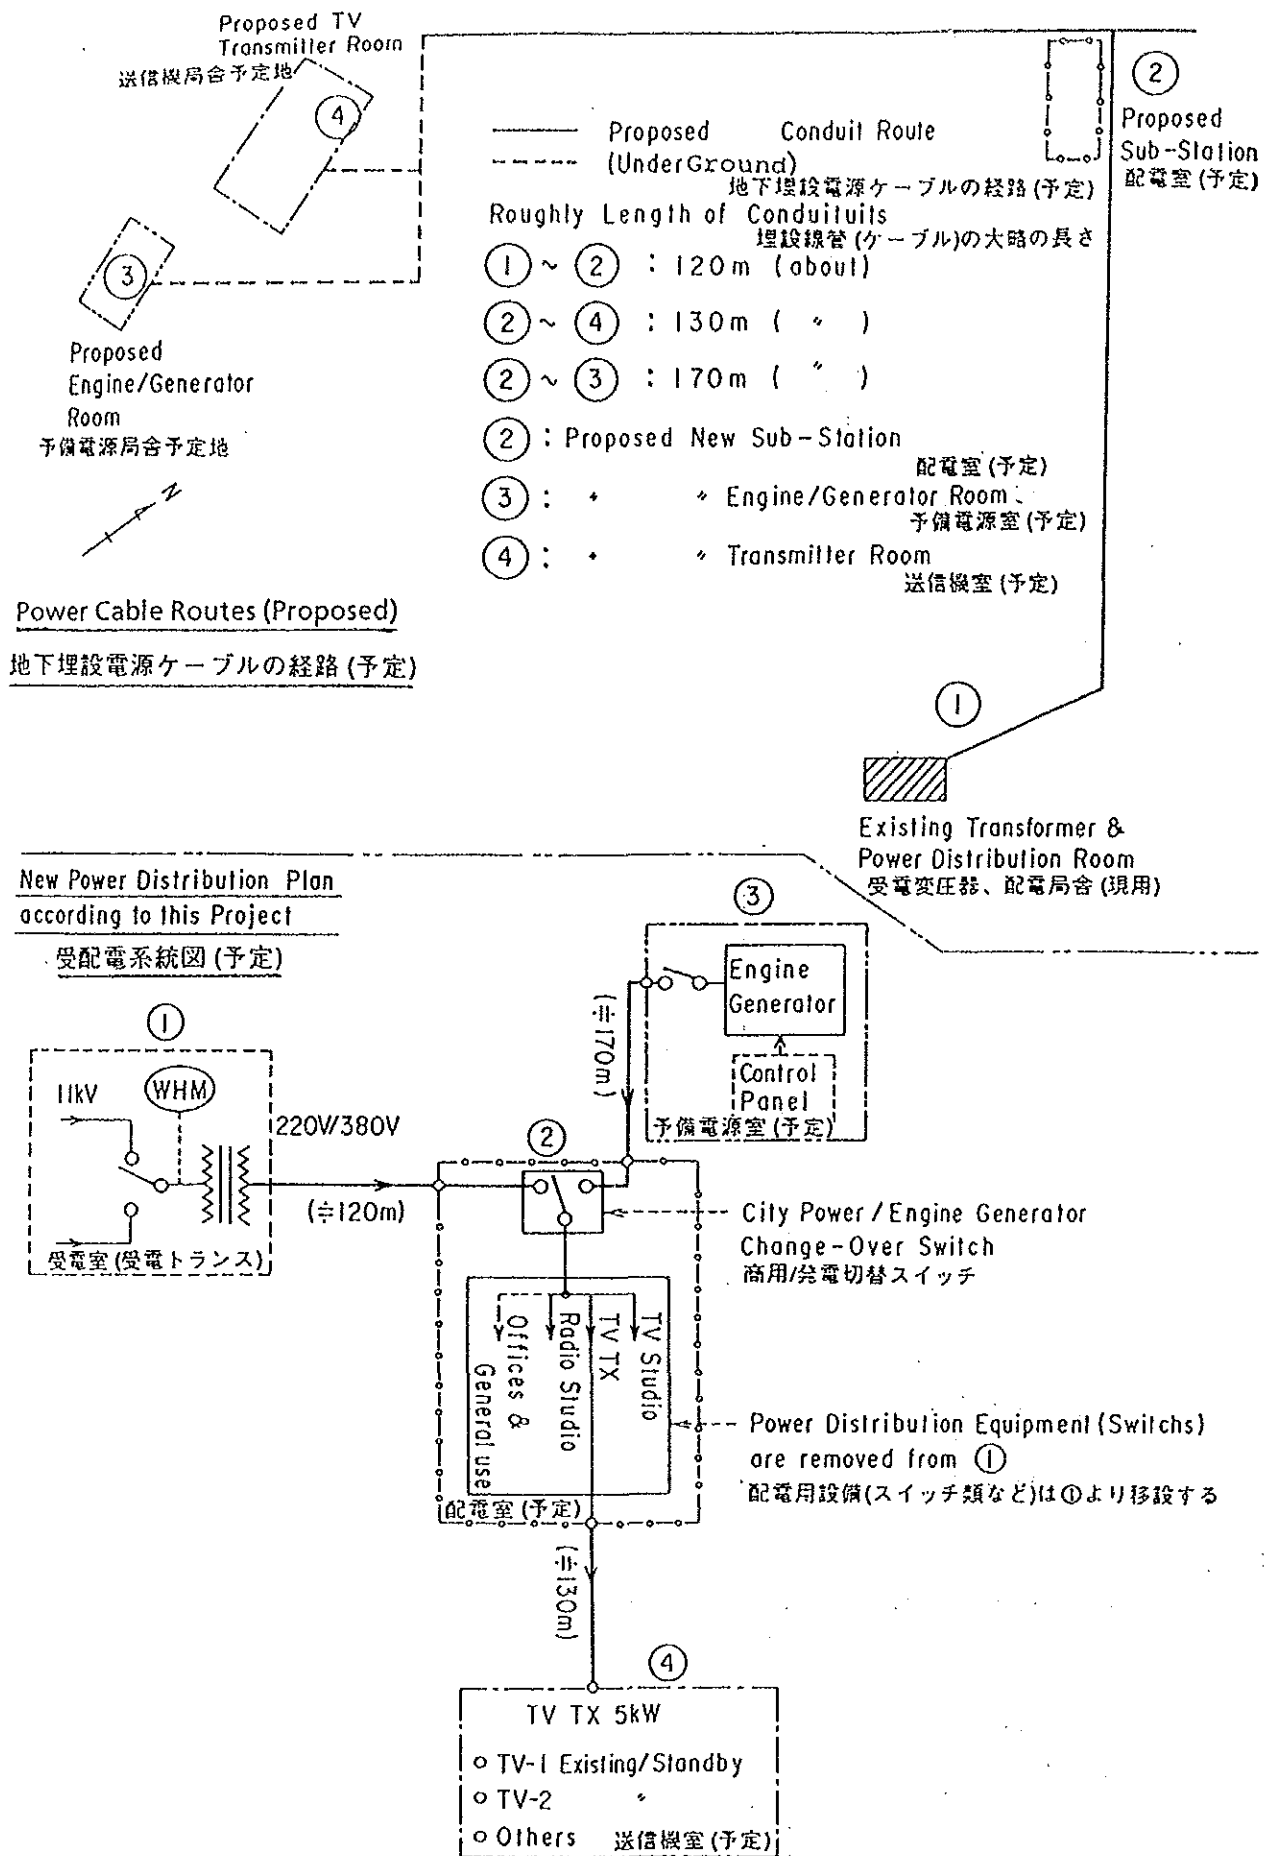 Proposed TV
Transmitter Room
送信機局舎予定地
④
②
Proposed
Sub-Station
配電室(予定)
Proposed Conduit Route
(UnderGround)
地下埋設電源ケーブルの経路(予定)
Roughly Length of Conduituits
埋設線管(ケーブル)の大略の長さ
①~② : 120m (about)
②~④ : 130m ( 〃 )
②~③ : 170m ( 〃 )
②: Proposed New Sub-Station
配電室(予定)
③: 〃 〃 Engine/Generator Room
予備電源室(予定)
④: 〃 〃 Transmitter Room
送信機室(予定)
③
Proposed
Engine/Generator
Room
予備電源局舎予定地
N
Power Cable Routes (Proposed)
地下埋設電源ケーブルの経路(予定)
①
Existing Transformer &
Power Distribution Room
受電変圧器、配電局舎(現用)
New Power Distribution Plan
according to this Project
受配電系統図(予定)
①
11kV
WHM
受電室(受電トランス)
220V/380V
(≒120m)
②
③
Engine
Generator
Control
Panel
予備電源室(予定)
(≒170m)
City Power/Engine Generator
Change-Over Switch
商用/発電切替スイッチ
TV Studio
TV TX
Radio Studio
Offices &
General use
配電室(予定)
Power Distribution Equipment(Switchs)
are removed from ①
配電用設備(スイッチ類など)は①より移設する
(≒130m)
④
TV TX 5kW
TV-1 Existing/Standby
TV-2 〃
Others 送信機室(予定)